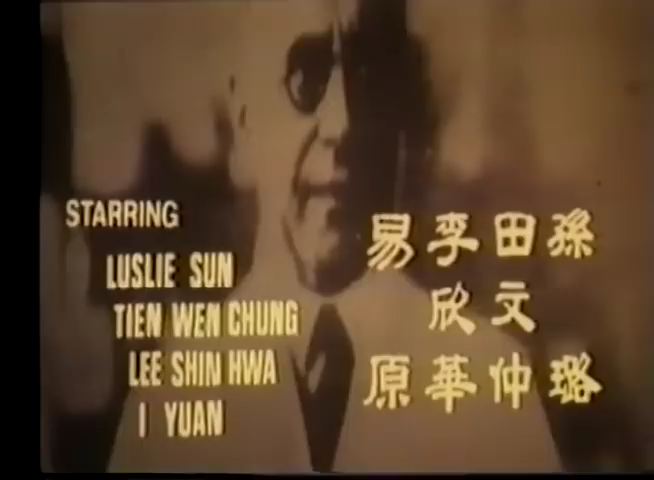 STARRING
LUSLIE SUN
TIEN WEN CHUNG
LEE SHIN HWA
I YUAN
孫璐
田文仲
李欣華
易原